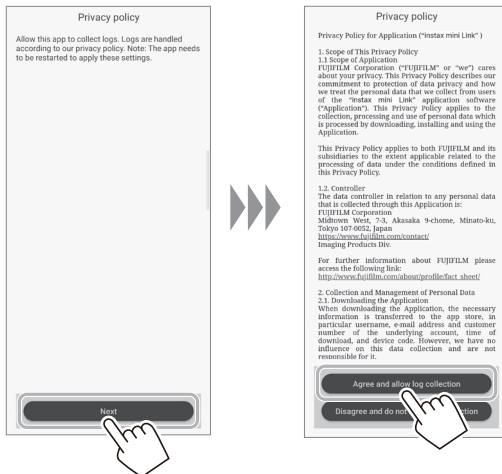 Privacy policy
Allow this app to collect logs. Logs are handled
according to our privacy policy. Note: The app needs
to be restarted to apply these settings.
Next
Privacy policy
Privacy Policy for Application ("instax mini Link" )
1. Scope of This Privacy Policy
1.1 Scope of Application
FUJIFILM Corporation ("FUJIFILM" or "we") cares
about your privacy. This Privacy Policy describes our
commitment to protection of data privacy and how
we treat the personal data that we collect from users
of the "instax mini Link" application software
("Application"). This Privacy Policy applies to the
collection, processing and use of personal data which
is processed by downloading, installing and using the
Application.
This Privacy Policy applies to both FUJIFILM and its
subsidiaries to the extent applicable related to the
processing of data under the conditions defined in
this Privacy Policy.
1.2. Controller
The data controller in relation to any personal data
that is collected through this Application is:
FUJIFILM Corporation
Midtown West, 7-3, Akasaka 9-chome, Minato-ku,
Tokyo 107-0052, Japan
https://www.fujifilm.com/contact/
Imaging Products Div.
For further information about FUJIFILM please
access the following link:
http://www.fujifilm.com/about/profile/fact_sheet/
2. Collection and Management of Personal Data
2.1. Downloading the Application
When downloading the Application, the necessary
information is transferred to the app store, in
particular username, e-mail address and customer
number of the underlying account, time of
download, and device code. However, we have no
influence on this data collection and are not
responsible for it.
Agree and allow log collection
Disagree and do not